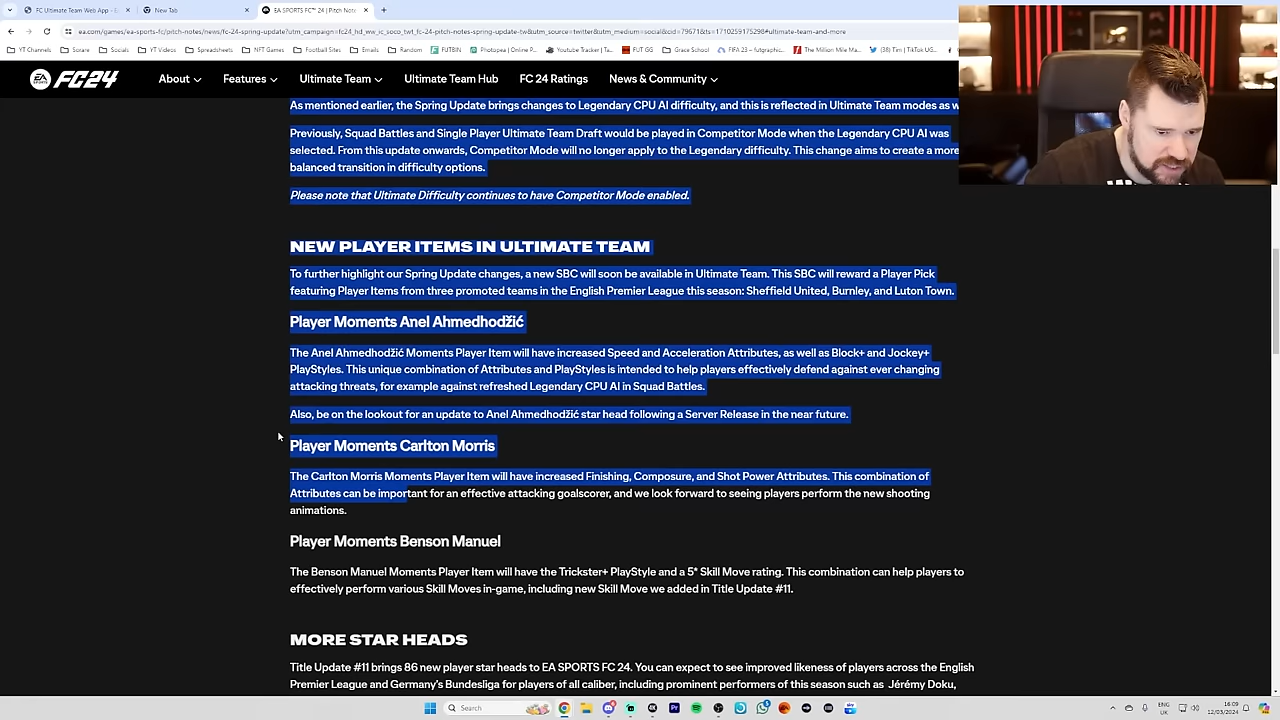 FC Ultimate Team Web App - E
New Tab
EA SPORTS FC™ 24 | Pitch Note
ea.com/games/ea-sports-fc/pitch-notes/news/fc-24-spring-update?utm_campaign=fc24_hd_ww_ic_soco_twt_fc-24-pitchnotes-spring-update-tw&utm_source=twitter&utm_medium=social&cid=79671&ts=1710259175298#ultimate-team-and-more
YT Channels Sorare Socials YT Videos Spreadsheets NFT Games Football Sites Emails Random FUTBIN Photopea | Online P... Youtube Tracker | Ta... FUT GG Grace School FIFA 23 – /futgraphic... The Million Mile Ma... (38) Tim | TikTok UG...
EA SPORTS FC24 About Features Ultimate Team Ultimate Team Hub FC 24 Ratings News & Community
As mentioned earlier, the Spring Update brings changes to Legendary CPU AI difficulty, and this is reflected in Ultimate Team modes as w
Previously, Squad Battles and Single Player Ultimate Team Draft would be played in Competitor Mode when the Legendary CPU AI was
selected. From this update onwards, Competitor Mode will no longer apply to the Legendary difficulty. This change aims to create a more
balanced transition in difficulty options.
Please note that Ultimate Difficulty continues to have Competitor Mode enabled.
NEW PLAYER ITEMS IN ULTIMATE TEAM
To further highlight our Spring Update changes, a new SBC will soon be available in Ultimate Team. This SBC will reward a Player Pick
featuring Player Items from three promoted teams in the English Premier League this season: Sheffield United, Burnley, and Luton Town.
Player Moments Anel Ahmedhodžić
The Anel Ahmedhodžić Moments Player Item will have increased Speed and Acceleration Attributes, as well as Block+ and Jockey+
PlayStyles. This unique combination of Attributes and PlayStyles is intended to help players effectively defend against ever changing
attacking threats, for example against refreshed Legendary CPU AI in Squad Battles.
Also, be on the lookout for an update to Anel Ahmedhodžić star head following a Server Release in the near future.
Player Moments Carlton Morris
The Carlton Morris Moments Player Item will have increased Finishing, Composure, and Shot Power Attributes. This combination of
Attributes can be important for an effective attacking goalscorer, and we look forward to seeing players perform the new shooting
animations.
Player Moments Benson Manuel
The Benson Manuel Moments Player Item will have the Trickster+ PlayStyle and a 5* Skill Move rating. This combination can help players to
effectively perform various Skill Moves in-game, including new Skill Move we added in Title Update #11.
MORE STAR HEADS
Title Update #11 brings 86 new player star heads to EA SPORTS FC 24. You can expect to see improved likeness of players across the English
Premier League and Germany's Bundesliga for players of all caliber, including prominent performers of this season such as Jérémy Doku,
Search
ENG
UK
16:09
12/03/2024